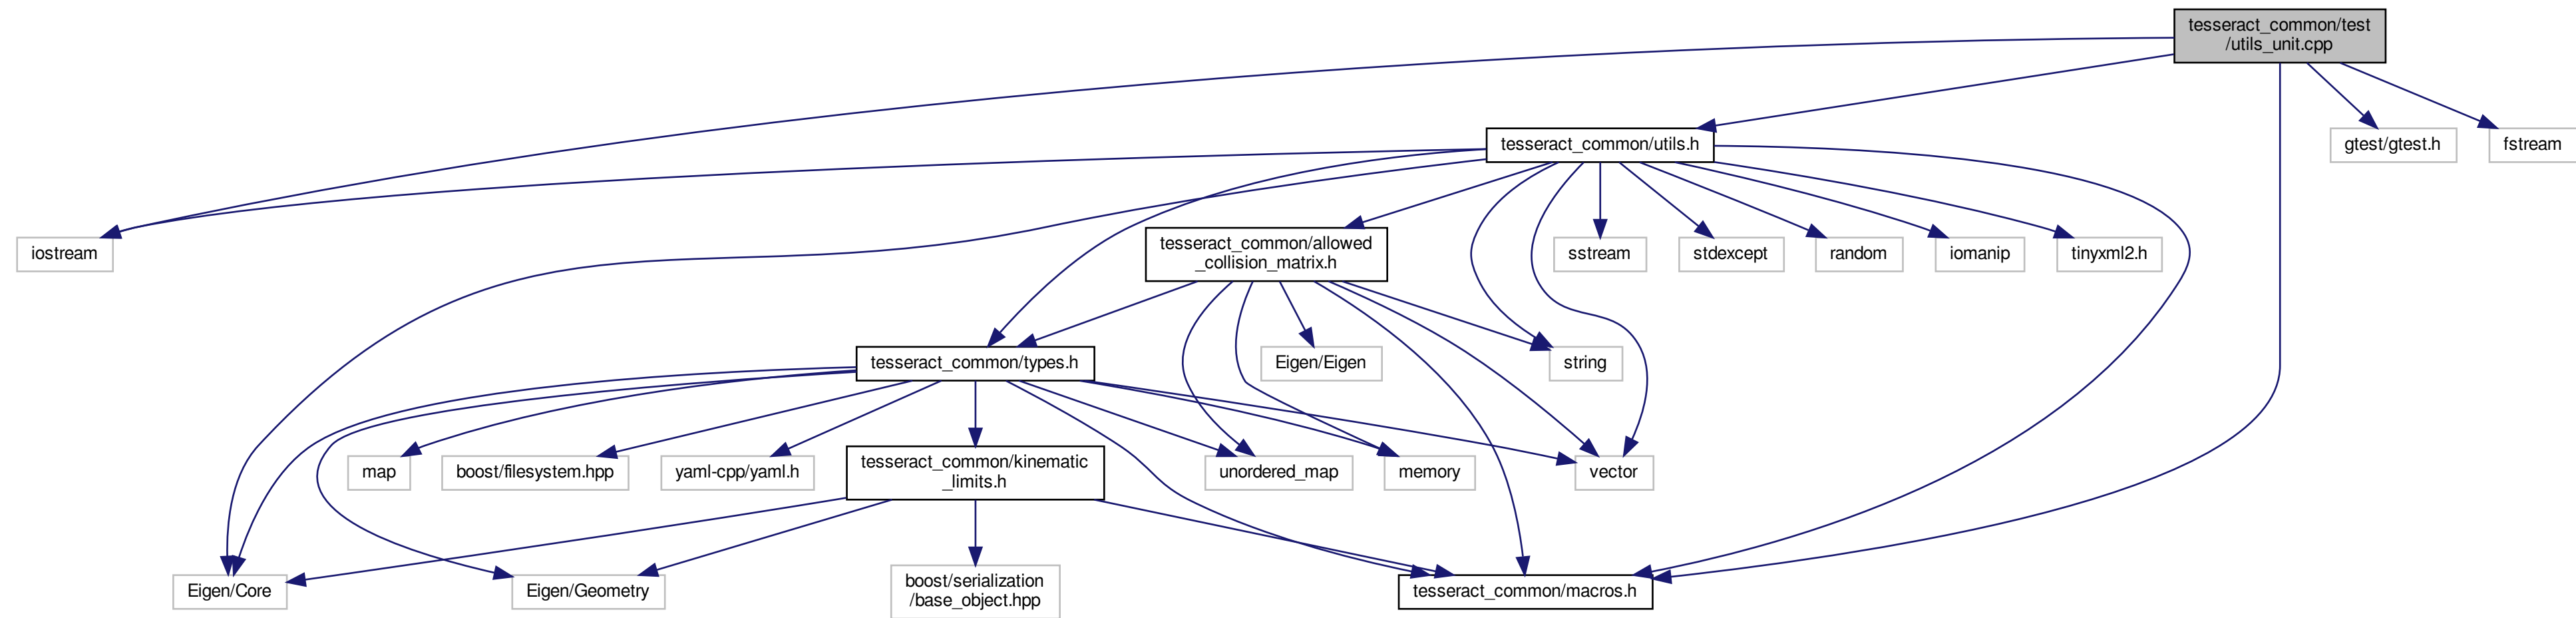 tesseract_common/test
/utils_unit.cpp
tesseract_common/utils.h
gtest/gtest.h
fstream
iostream
tesseract_common/allowed
_collision_matrix.h
sstream
stdexcept
random
iomanip
tinyxml2.h
tesseract_common/types.h
Eigen/Eigen
string
map
boost/filesystem.hpp
yaml-cpp/yaml.h
tesseract_common/kinematic
_limits.h
unordered_map
memory
vector
Eigen/Core
Eigen/Geometry
boost/serialization
/base_object.hpp
tesseract_common/macros.h